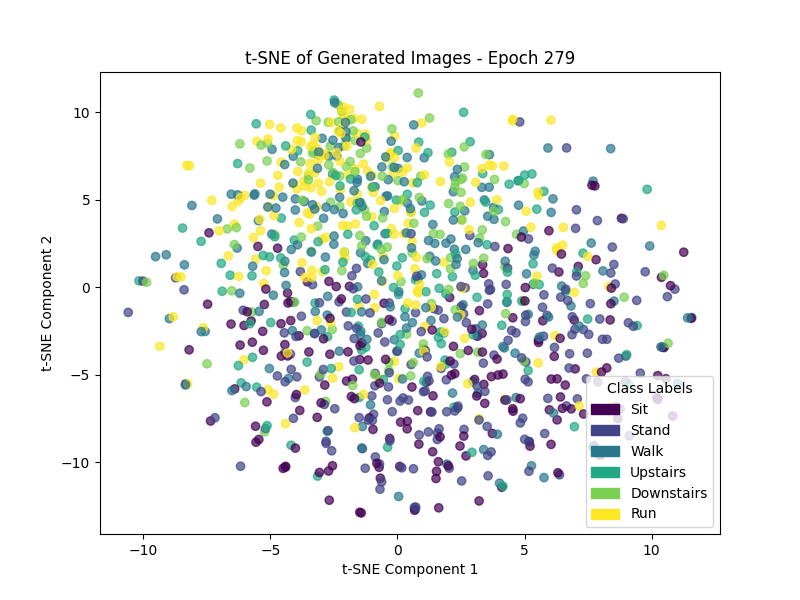 t-SNE of Generated Images - Epoch 279
t-SNE Component 2
10
5
0
−5
−10
Class Labels
Sit
Stand
Walk
Upstairs
Downstairs
Run
−10
−5
0
5
10
t-SNE Component 1